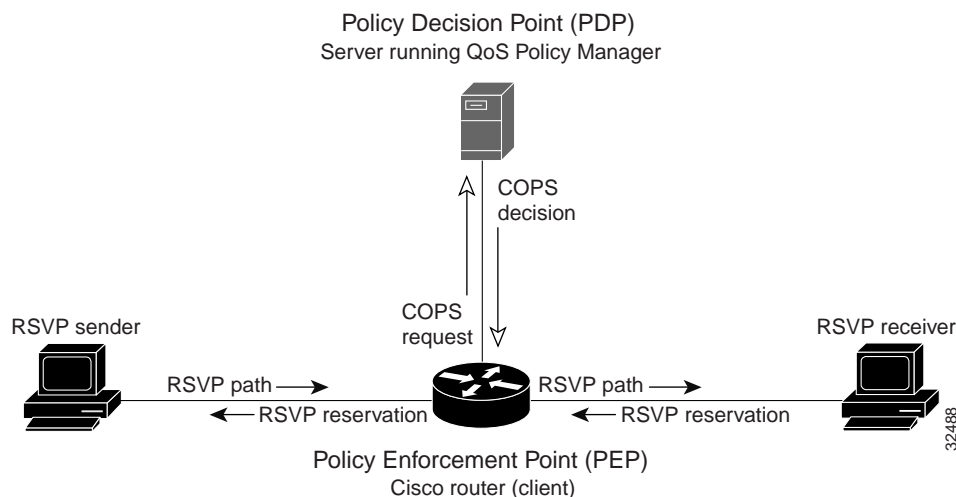 Policy Decision Point (PDP)
Server running QoS Policy Manager
COPS
decision
COPS
request
RSVP sender
RSVP receiver
RSVP path
RSVP path
RSVP reservation
RSVP reservation
32488
Policy Enforcement Point (PEP)
Cisco router (client)